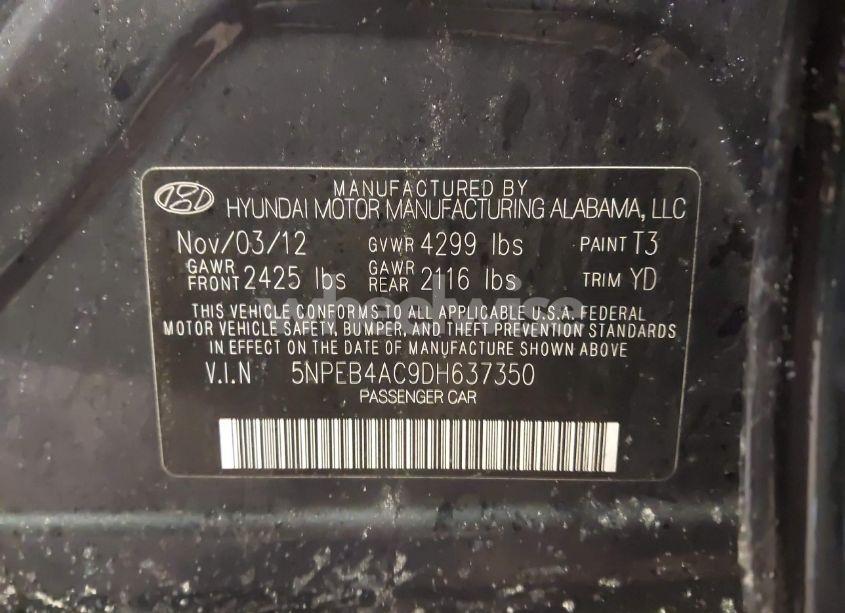 MANUFACTURED BY
HYUNDAI MOTOR MANUFACTURING ALABAMA, LLC
Nov/03/12 GVWR 4299 lbs PAINT T3
GAWR FRONT 2425 lbs GAWR REAR 2116 lbs TRIM YD
THIS VEHICLE CONFORMS TO ALL APPLICABLE U.S.A. FEDERAL
MOTOR VEHICLE SAFETY, BUMPER, AND THEFT PREVENTION STANDARDS
IN EFFECT ON THE DATE OF MANUFACTURE SHOWN ABOVE
V.I.N 5NPEB4AC9DH637350
PASSENGER CAR